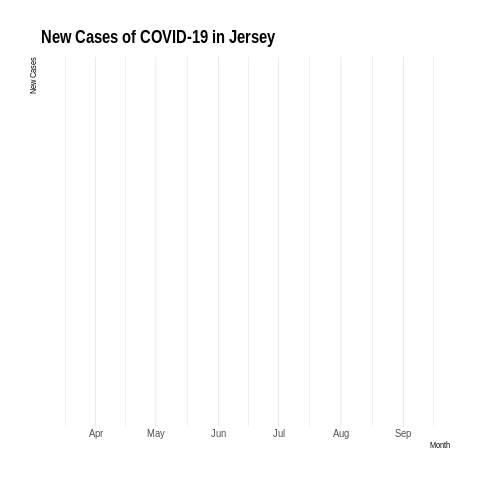 New Cases of COVID-19 in Jersey
New Cases
Apr May Jun Jul Aug Sep
Month